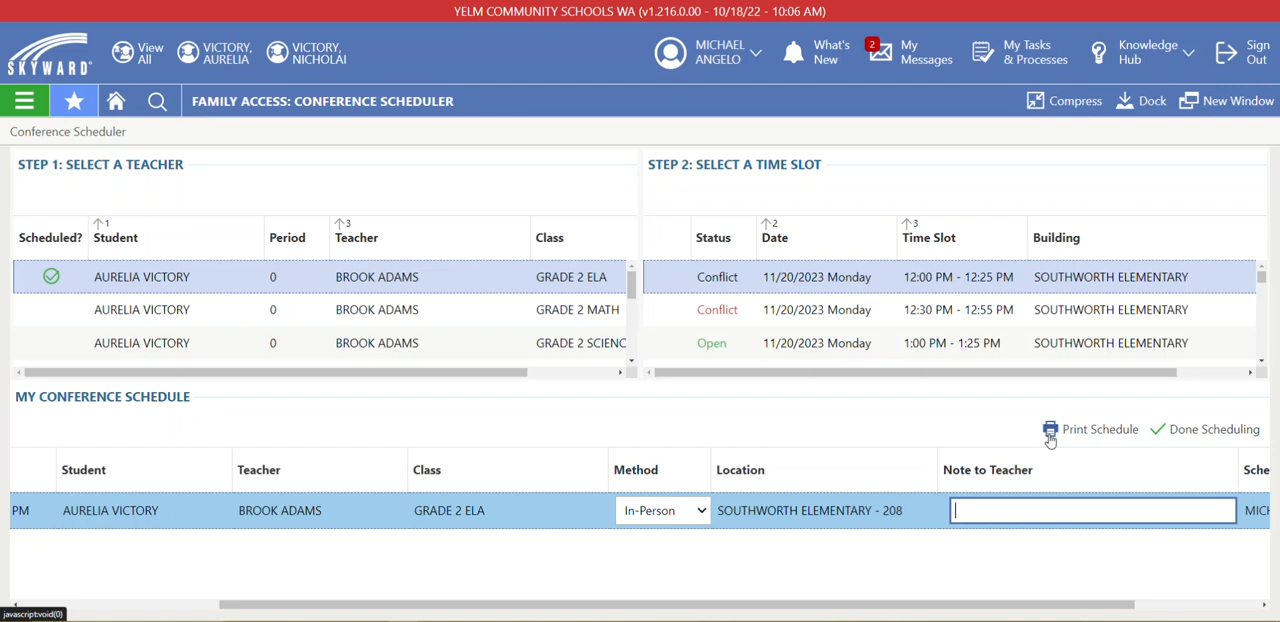 YELM COMMUNITY SCHOOLS WA (v1.216.0.00 - 10/18/22 - 10:06 AM)
SKYWARD
View All
VICTORY, AURELIA
VICTORY, NICHOLAI
MICHAEL ANGELO
What's New
2
My Messages
My Tasks & Processes
Knowledge Hub
Sign Out
FAMILY ACCESS: CONFERENCE SCHEDULER
Compress
Dock
New Window
Conference Scheduler
STEP 1: SELECT A TEACHER
Scheduled? 1 Student Period 3 Teacher Class
AURELIA VICTORY 0 BROOK ADAMS GRADE 2 ELA
AURELIA VICTORY 0 BROOK ADAMS GRADE 2 MATH
AURELIA VICTORY 0 BROOK ADAMS GRADE 2 SCIENC
STEP 2: SELECT A TIME SLOT
Status 2 Date 3 Time Slot Building
Conflict 11/20/2023 Monday 12:00 PM - 12:25 PM SOUTHWORTH ELEMENTARY
Conflict 11/20/2023 Monday 12:30 PM - 12:55 PM SOUTHWORTH ELEMENTARY
Open 11/20/2023 Monday 1:00 PM - 1:25 PM SOUTHWORTH ELEMENTARY
MY CONFERENCE SCHEDULE
Print Schedule Done Scheduling
Student Teacher Class Method Location Note to Teacher Sche
PM AURELIA VICTORY BROOK ADAMS GRADE 2 ELA In-Person SOUTHWORTH ELEMENTARY - 208 MICH
javascript:void(0)